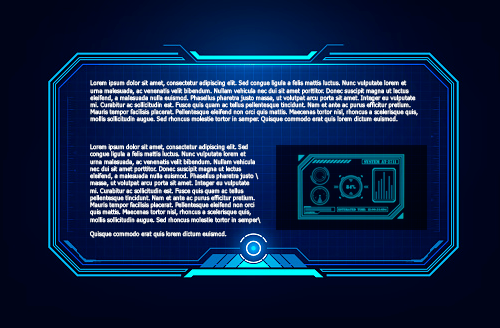 Lorem ipsum dolor sit amet, consectetur adipiscing elit. Sed congue ligula a felis mattis luctus. Nunc vulputate lorem et
urna malesuada, ac venenatis velit bibendum. Nullam vehicula nec dui amet porttitor. Donec suscipit magna ut lectus
eleifend, a malesuada nulla euismod. Phasellus pharetra justo massa, ut volutpat arcu porta sit amet. Integer eu vulputate
mi. Curabitur ac sollicitudin est. Fusce quis quam ac tellus pellentesque tincidunt. Nam et ante ac purus efficitur pretium.
Mauris tempor facilisis placerat. Pellentesque eleifend non orci quis mattis. Maecenas tortor nisl, rhoncus a scelerisque quis,
mollis sollicitudin augue. Sed rhoncus molestie tortor in semper. Quisque commodo erat quis lorem dictum euismod.
Lorem ipsum dolor sit amet, consectetur adipiscing elit. Sed
congue ligula a felis mattis luctus. Nunc vulputate lorem et
urna malesuada, ac venenatis velit bibendum. Nullam vehicula
nec dui amet porttitor. Donec suscipit magna ut lectus
eleifend, a malesuada nulla euismod. Phasellus pharetra justo \
massa, ut volutpat arcu porta sit amet. Integer eu vulputate
mi. Curabitur ac sollicitudin est. Fusce quis quam ac tellus
pellentesque tincidunt. Nam et ante ac purus efficitur pretium.
Mauris tempor facilisis placerat. Pellentesque eleifend non orci
quis mattis. Maecenas tortor nisl, rhoncus a scelerisque quis,
mollis sollicitudin augue. Sed rhoncus molestie tortor in semper\
Quisque commodo erat quis lorem dictum euismod.